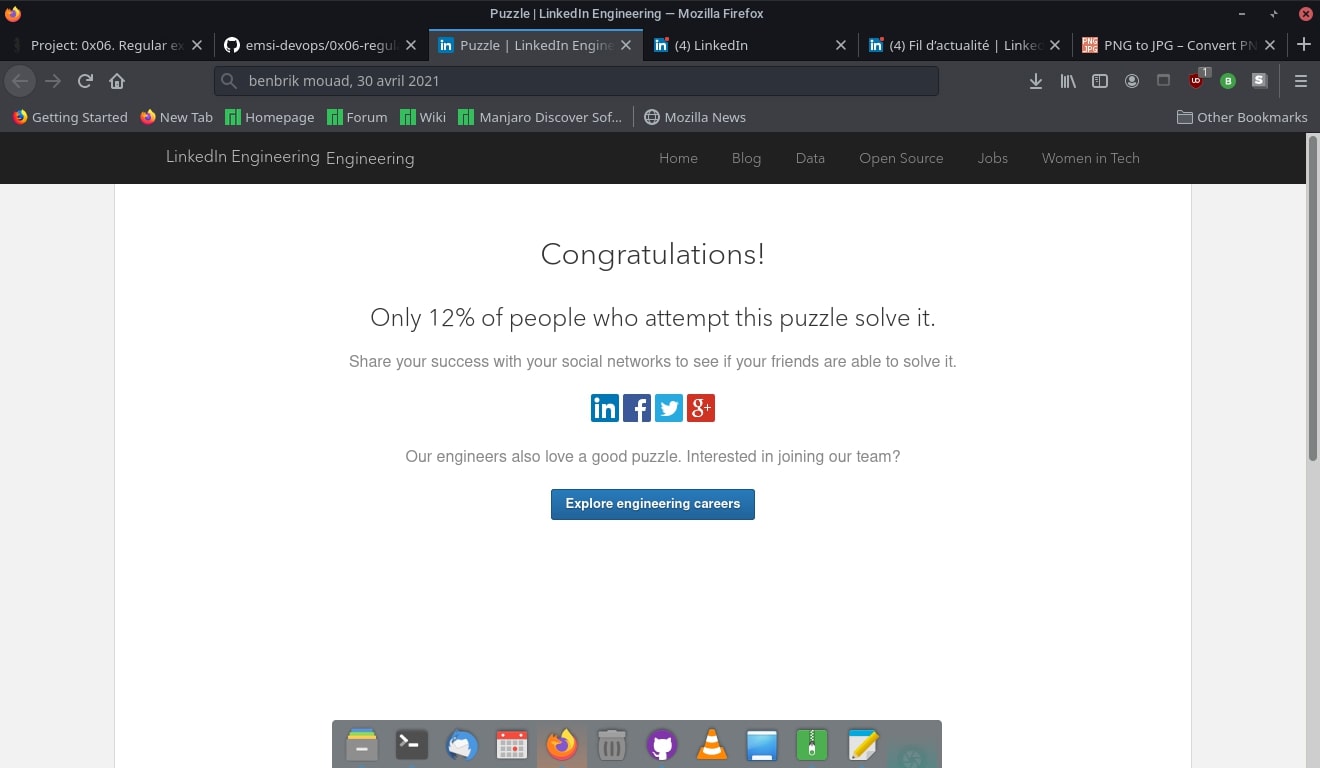 Puzzle | LinkedIn Engineering — Mozilla Firefox
Project: 0x06. Regular ex
emsi-devops/0x06-regul
Puzzle | LinkedIn Engine
(4) LinkedIn
(4) Fil d'actualité | Linked
PNG to JPG – Convert PN
benbrik mouad, 30 avril 2021
1
UD
B
S
Getting Started
New Tab
Homepage
Forum
Wiki
Manjaro Discover Sof...
Mozilla News
Other Bookmarks
LinkedIn Engineering Engineering
Home
Blog
Data
Open Source
Jobs
Women in Tech
Congratulations!
Only 12% of people who attempt this puzzle solve it.
Share your success with your social networks to see if your friends are able to solve it.
in f g+
Our engineers also love a good puzzle. Interested in joining our team?
Explore engineering careers